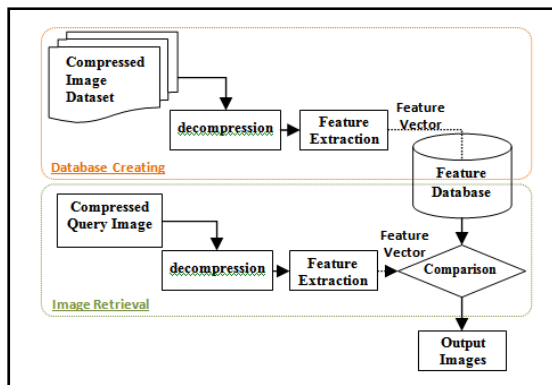 Compressed
Image
Dataset
decompression
Feature
Extraction
Feature
Vector
Feature
Database
Database Creating
Compressed
Query Image
decompression
Feature
Extraction
Feature
Vector
Comparison
Image Retrieval
Output
Images